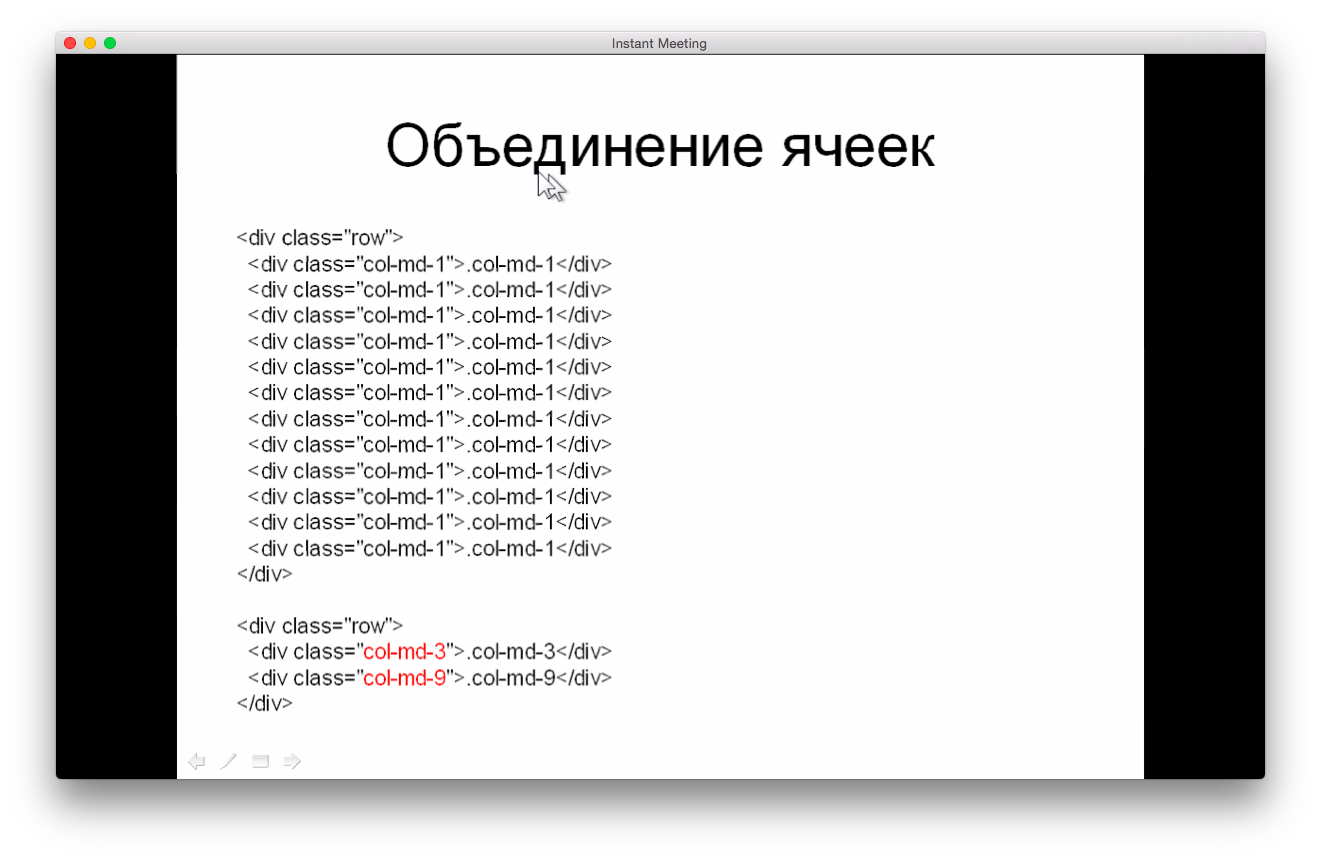 Instant Meeting
Объединение ячеек
<div class="row">
<div class="col-md-1">.col-md-1</div>
<div class="col-md-1">.col-md-1</div>
<div class="col-md-1">.col-md-1</div>
<div class="col-md-1">.col-md-1</div>
<div class="col-md-1">.col-md-1</div>
<div class="col-md-1">.col-md-1</div>
<div class="col-md-1">.col-md-1</div>
<div class="col-md-1">.col-md-1</div>
<div class="col-md-1">.col-md-1</div>
<div class="col-md-1">.col-md-1</div>
<div class="col-md-1">.col-md-1</div>
<div class="col-md-1">.col-md-1</div>
</div>
<div class="row">
<div class="col-md-3">.col-md-3</div>
<div class="col-md-9">.col-md-9</div>
</div>